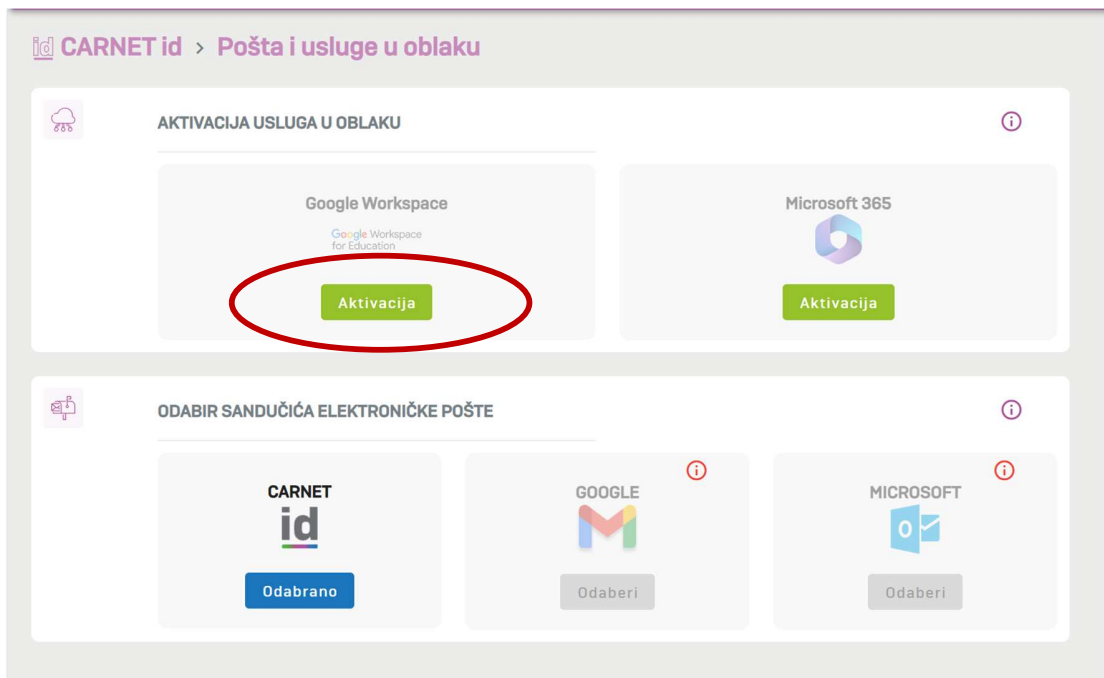 id CARNET id > Pošta i usluge u oblaku
AKTIVACIJA USLUGA U OBLAKU
Google Workspace
Google Workspace
for Education
Aktivacija
Microsoft 365
Aktivacija
ODABIR SANDUČIĆA ELEKTRONIČKE POŠTE
CARNET
id
Odabrano
GOOGLE
Odaberi
MICROSOFT
Odaberi